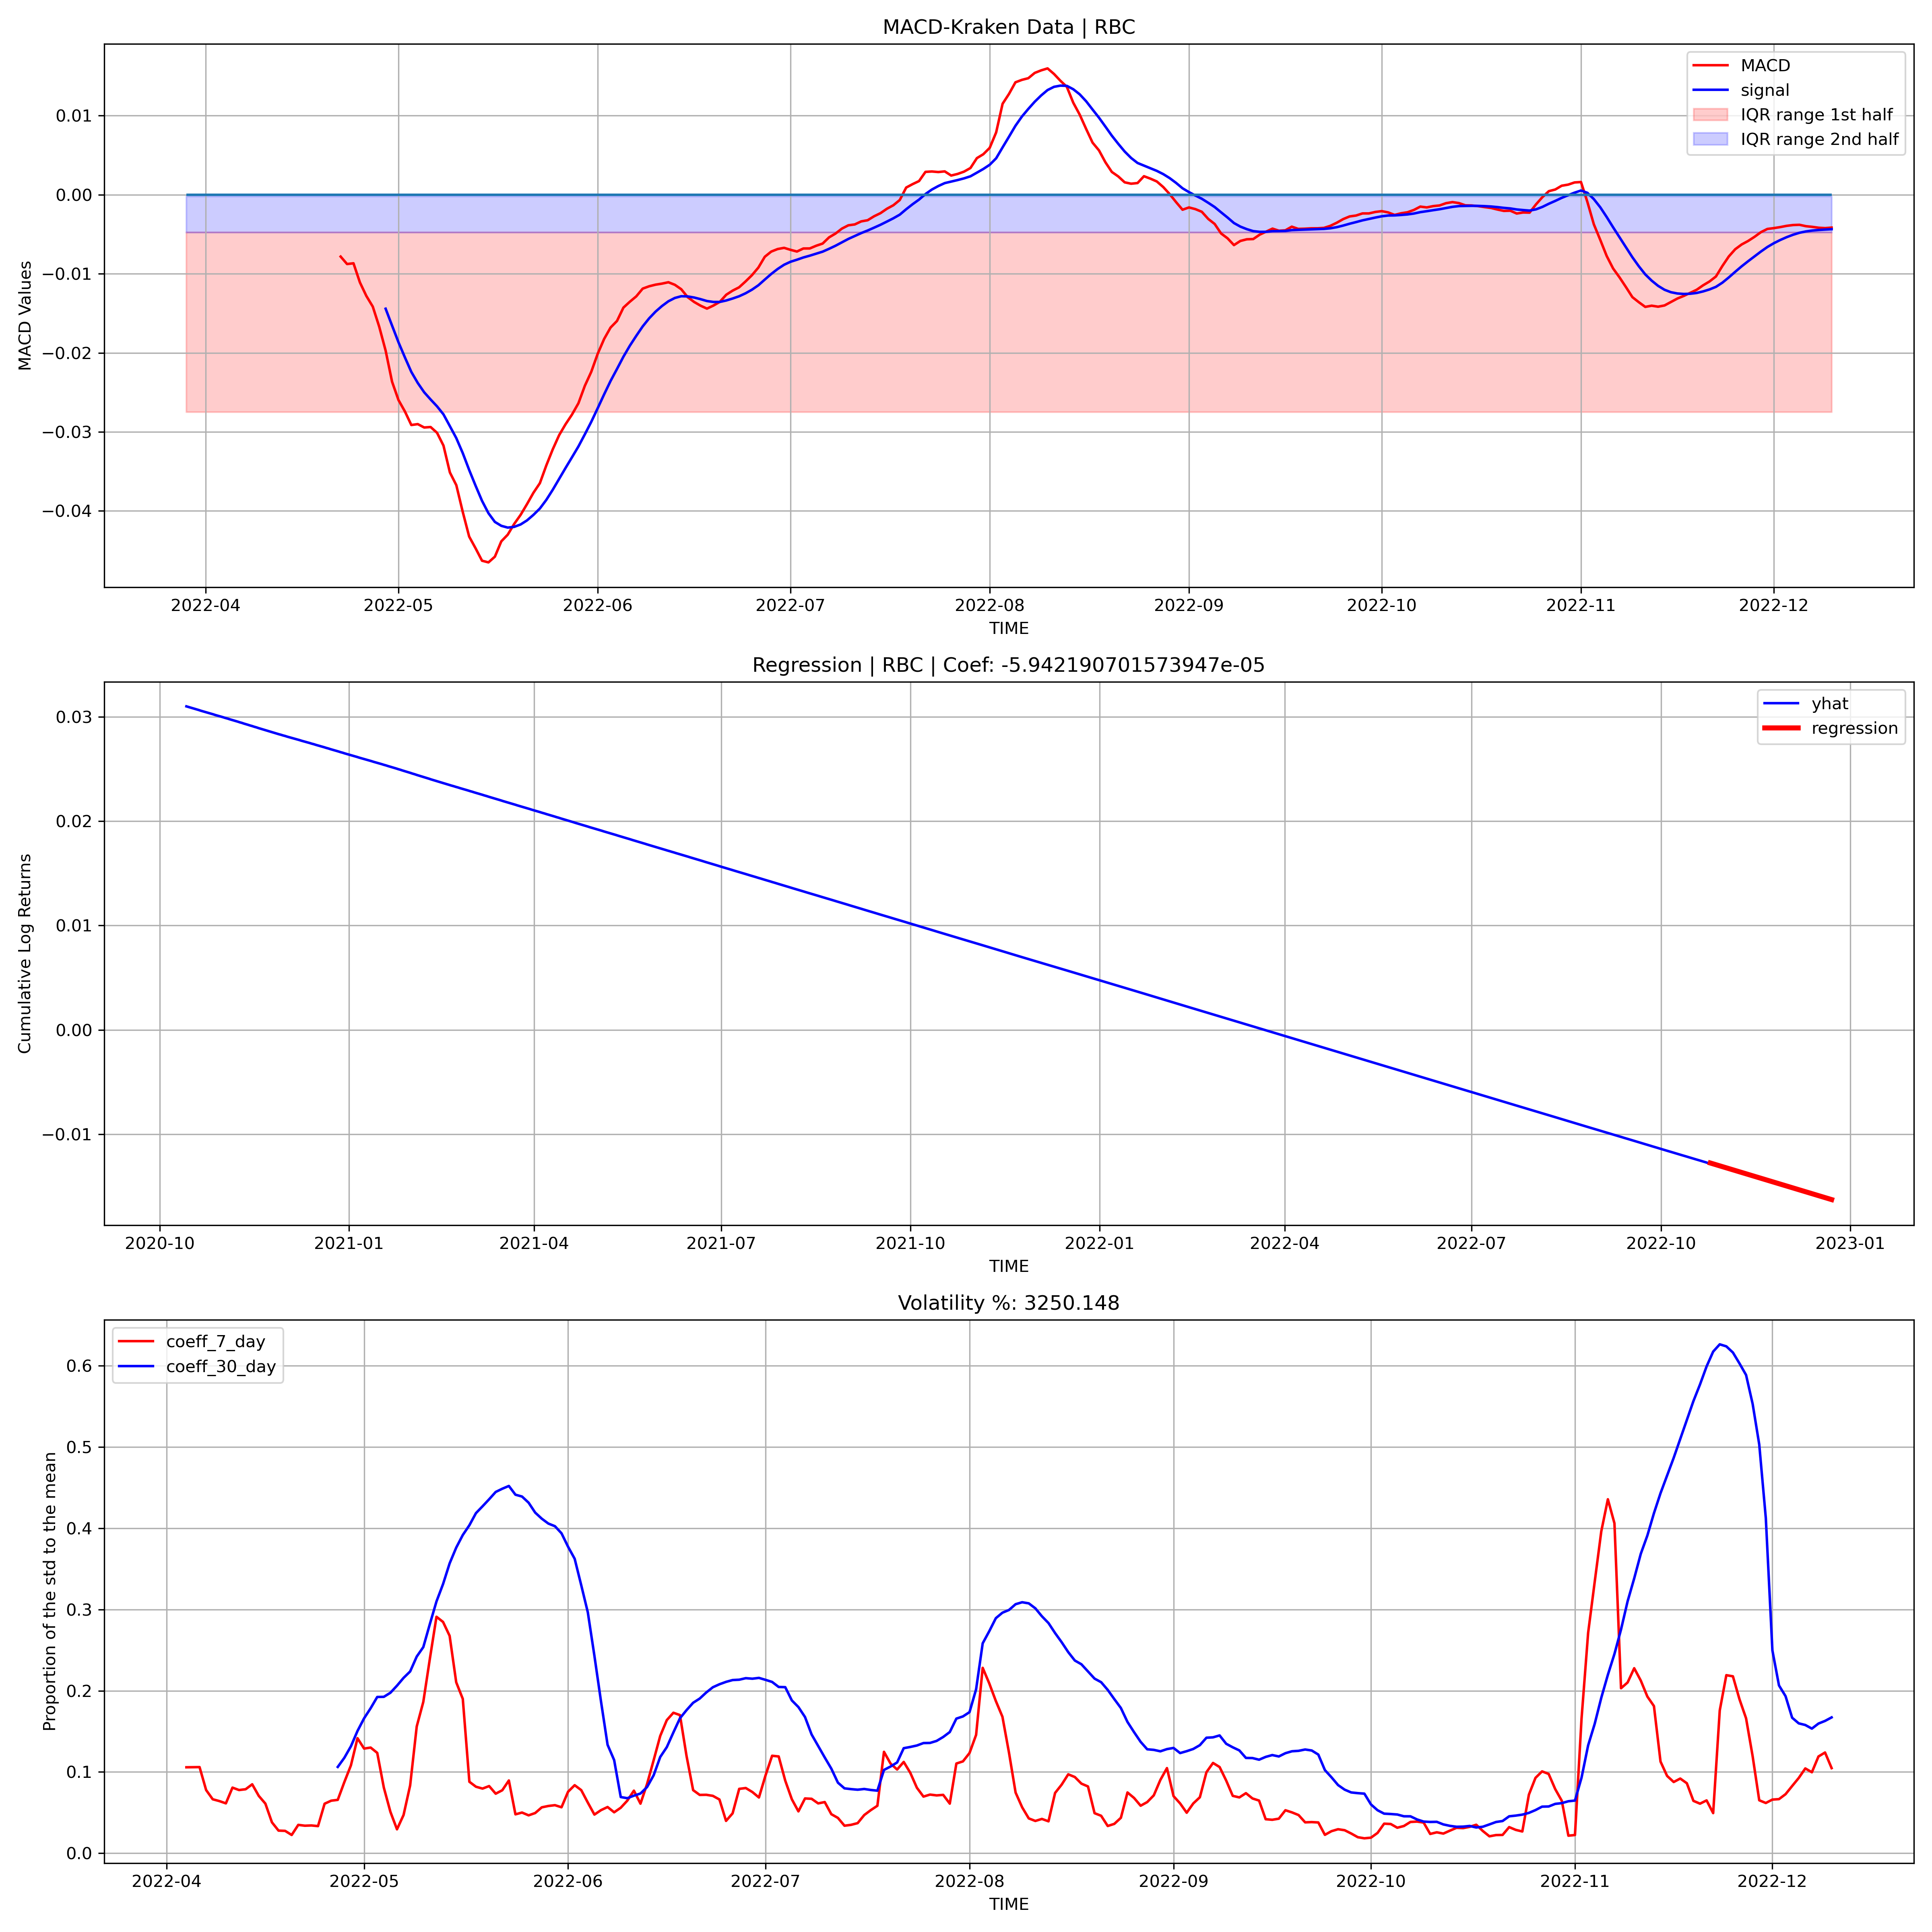 MACD-Kraken Data | RBC
MACD
signal
IQR range 1st half
IQR range 2nd half
MACD Values
0.01
0.00
−0.01
−0.02
−0.03
−0.04
2022-04 2022-05 2022-06 2022-07 2022-08 2022-09 2022-10 2022-11 2022-12
TIME
Regression | RBC | Coef: -5.942190701573947e-05
yhat
regression
Cumulative Log Returns
0.03
0.02
0.01
0.00
−0.01
2020-10 2021-01 2021-04 2021-07 2021-10 2022-01 2022-04 2022-07 2022-10 2023-01
TIME
Volatility %: 3250.148
coeff_7_day
coeff_30_day
Proportion of the std to the mean
0.6
0.5
0.4
0.3
0.2
0.1
0.0
2022-04 2022-05 2022-06 2022-07 2022-08 2022-09 2022-10 2022-11 2022-12
TIME